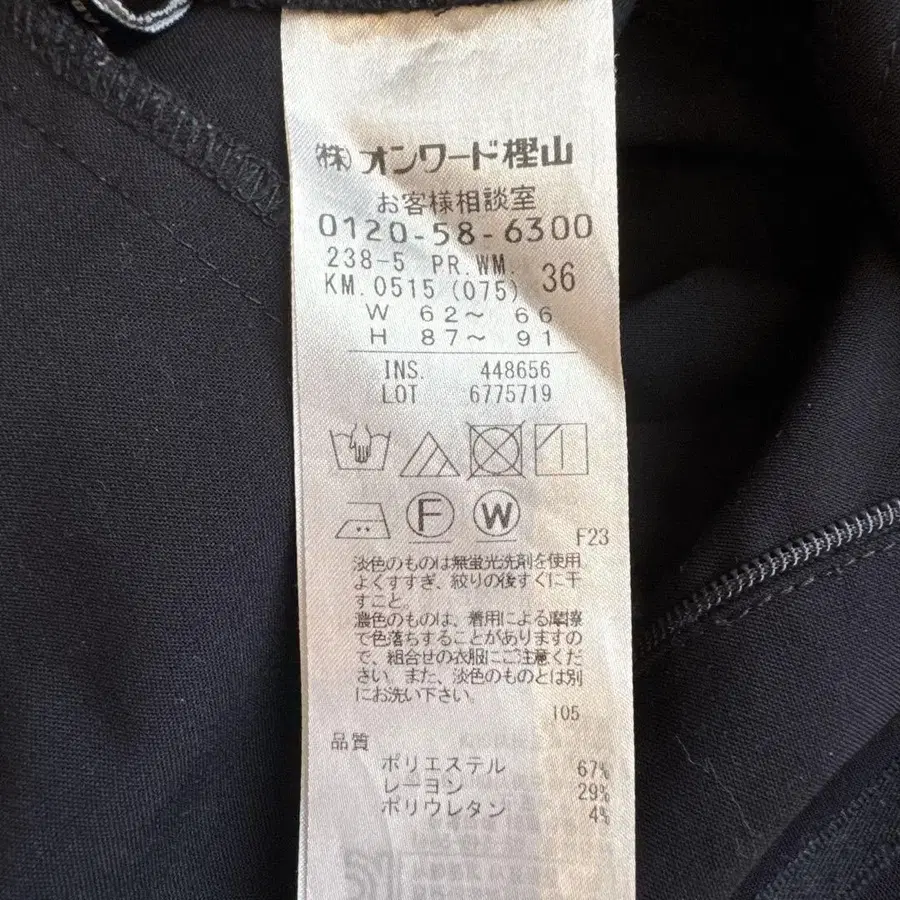 (株)オンワード樫山
お客様相談室
0120-58-6300
238-5. PR.WM. 36
KM.0515 (075)
W 62〜 66
H 87〜 91
INS. 448656
LOT 6775719
F W
F23
淡色のものは無蛍光洗剤を使用
よくすすぎ、絞りの後すぐに干
すこと。
濃色のものは、着用による摩擦
で色落ちすることがありますの
で、組合せの衣服にご注意くだ
さい。また、淡色のものとは別
にお洗い下さい。
105
品質
ポリエステル 67%
レーヨン 29%
ポリウレタン 4%